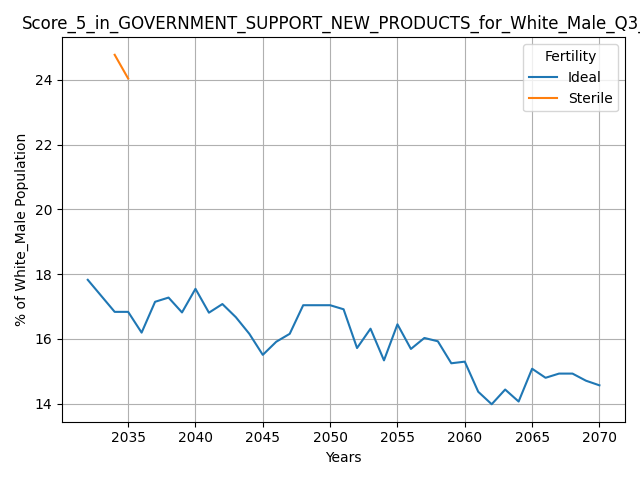 Score_5_in_GOVERNMENT_SUPPORT_NEW_PRODUCTS_for_White_Male_Q3_
Fertility
Ideal
Sterile
% of White_Male Population
24
22
20
18
16
14
2035 2040 2045 2050 2055 2060 2065 2070
Years